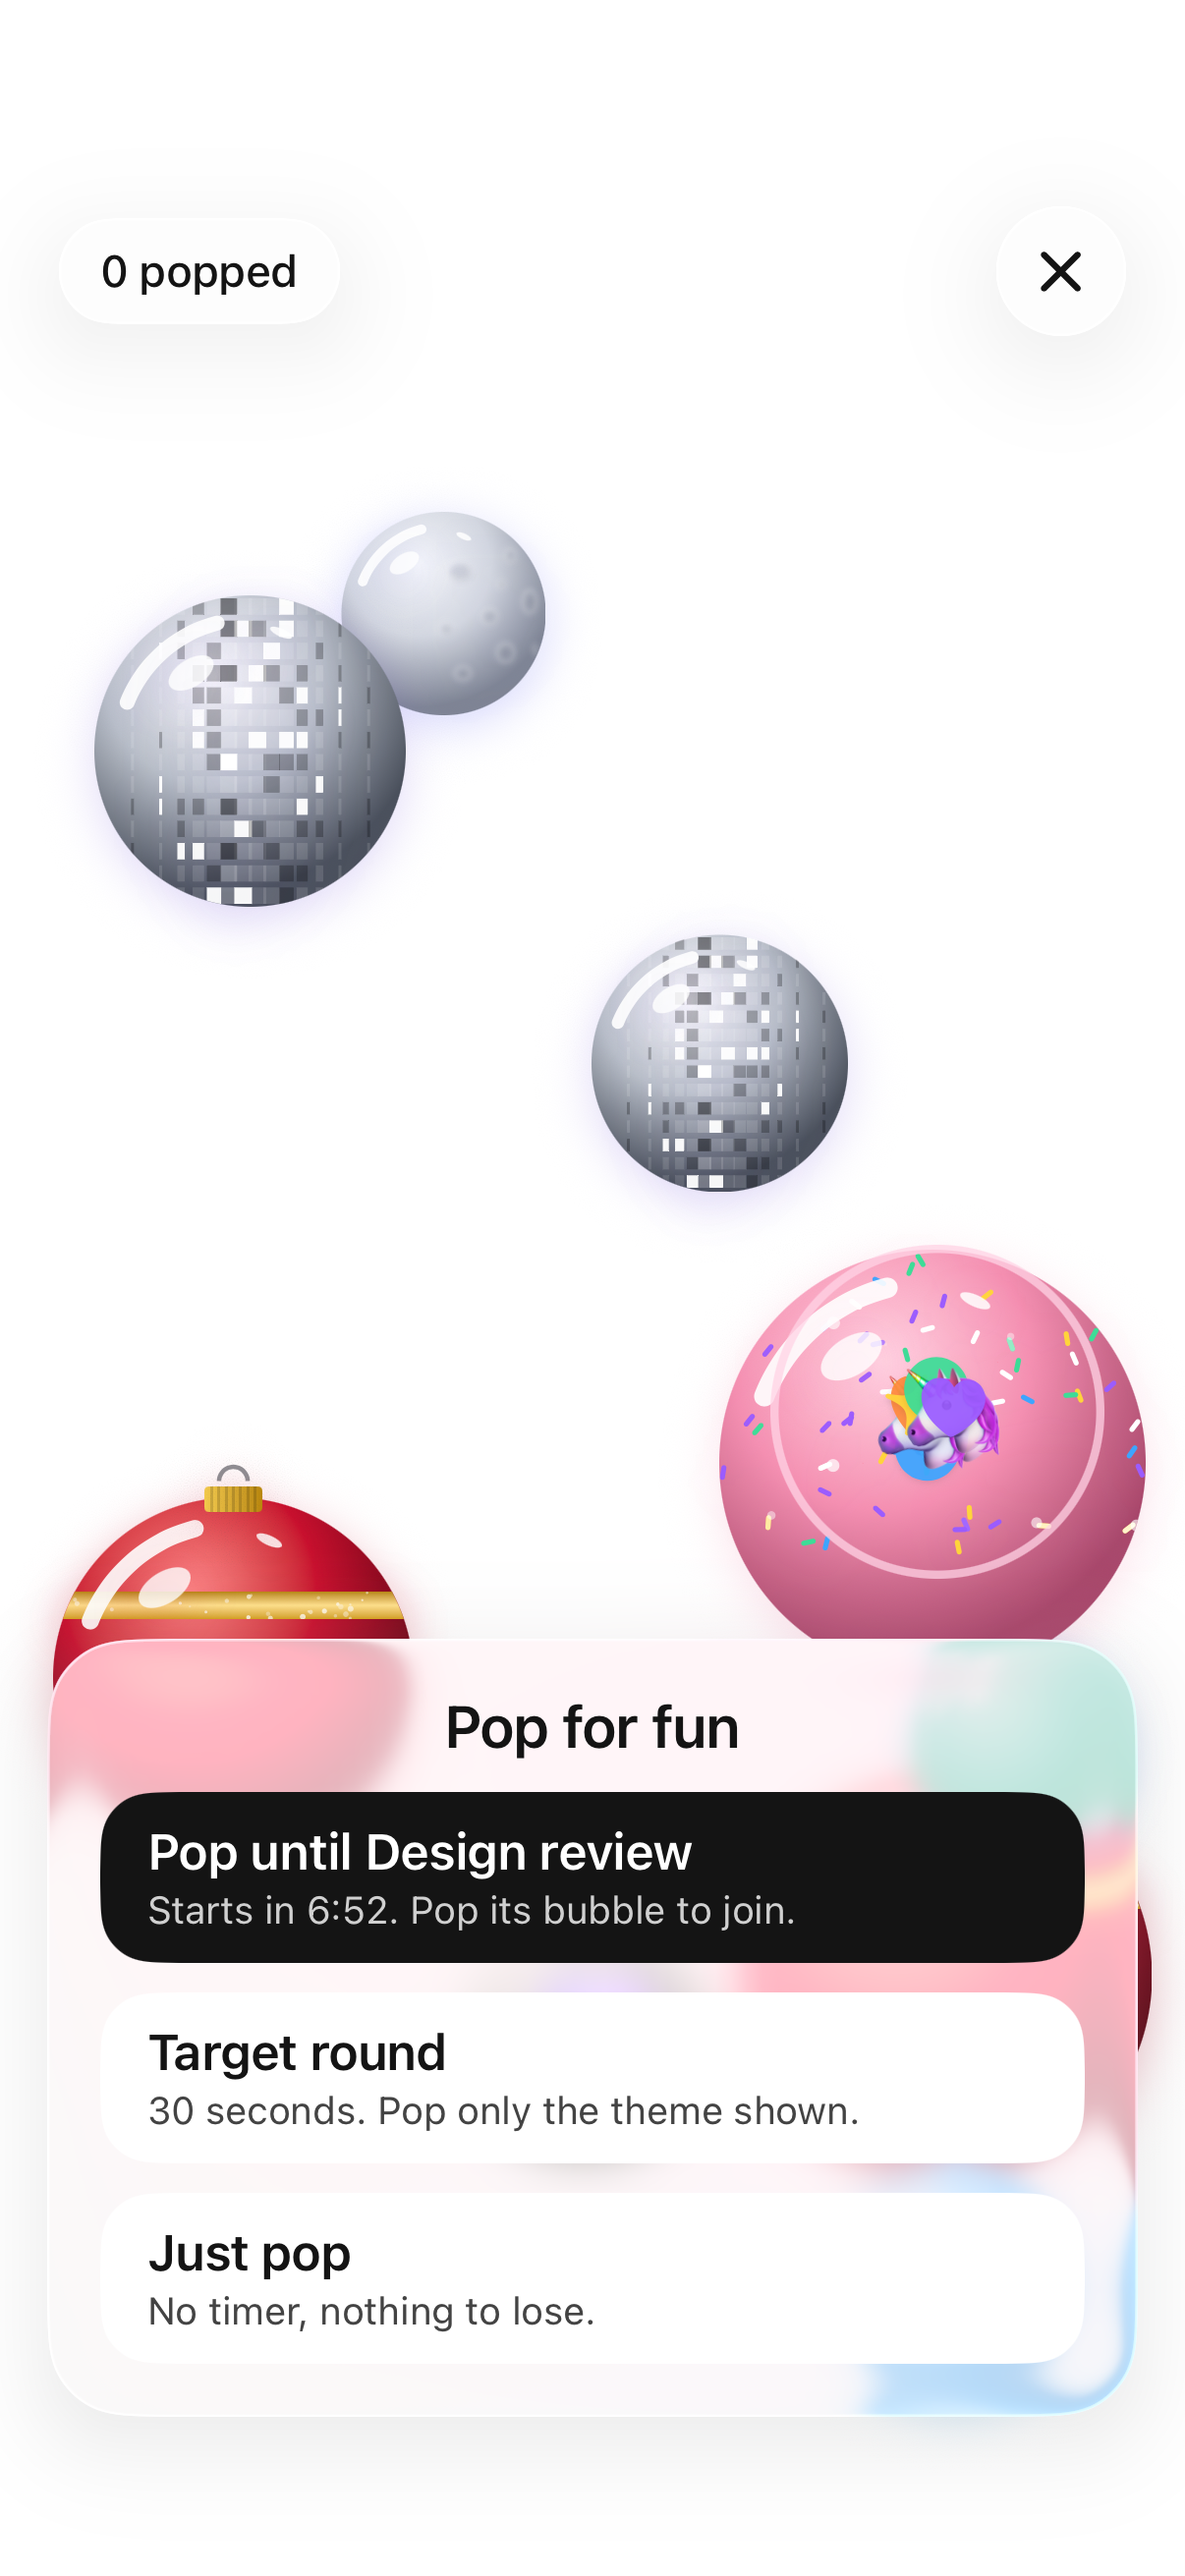 0 popped
Pop for fun
Pop until Design review
Starts in 6:52. Pop its bubble to join.
Target round
30 seconds. Pop only the theme shown.
Just pop
No timer, nothing to lose.